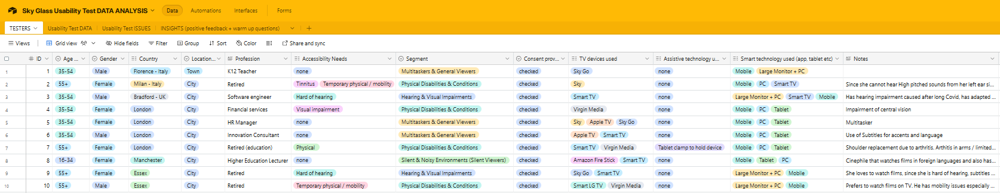 Sky Glass Usability Test DATA ANALYSIS Data Automations Interfaces Forms
TESTERS Usability Test DATA Usability Test ISSUES INSIGHTS (positive feedback + warm up questions) +
Views Grid view Hide fields Filter Group Sort Color Share and sync
ID Age ... Gender Country Location... Profession Accessibility Needs Segment Consent prov... TV devices used Assistive technology u... Smart technology used (app, tablet etc) Notes
1 1 35-54 Male Florence - Italy Town K12 Teacher none Multitaskers & General Viewers checked Sky Go none Mobile Large Monitor + PC
2 2 55+ Female Milan - Italy City Retired Tinnitus Temporary physical / mobility Physical Disabilities & Conditions checked Sky none Mobile PC Smart TV Since she cannot hear High pitched sounds from her left ear si...
3 3 35-54 Male Bradford - UK City Software engineer Hard of hearing Hearing & Visual Impairments checked Smart TV none Large Monitor + PC Smart TV Mobile Has hearing impairment caused after long Covid, has adapted ...
4 4 35-54 Female London City Financial services Visual impairment Physical Disabilities & Conditions checked Virgin Media none Mobile PC Tablet Impairment of central vision
5 5 35-54 Female London City HR Manager none Multitaskers & General Viewers checked Sky Apple TV Sky Go none Mobile PC Tablet Multitasker
6 6 35-54 Male London City Innovation Consultant none Multitaskers & General Viewers checked Apple TV Smart TV none Mobile PC Tablet Use of Subtitles for accents and language
7 7 55+ Female London City Retired (education) Physical Physical Disabilities & Conditions checked Smart TV Virgin Media Tablet clamp to hold device Mobile PC Tablet Shoulder replacement due to arthritis. Arthitis in arms / limited...
8 8 16-34 Female Manchester City Higher Education Lecturer none Silent & Noisy Environments (Silent Viewers) checked Amazon Fire Stick Smart TV none Mobile Tablet PC Cinephile that watches films in foreign languages and also has...
9 9 55+ Female Essex City Retired Hard of hearing Hearing & Visual Impairments checked Sky Go Smart TV none Large Monitor + PC Mobile She loves to watch films, since she is hard of hearing, subtitles ...
10 10 55+ Male Essex City Retired Temporary physical / mobility Physical Disabilities & Conditions checked Smart LG TV Virgin Media none Large Monitor + PC Mobile Prefers to watch films on TV. He has mobility issues especially ...